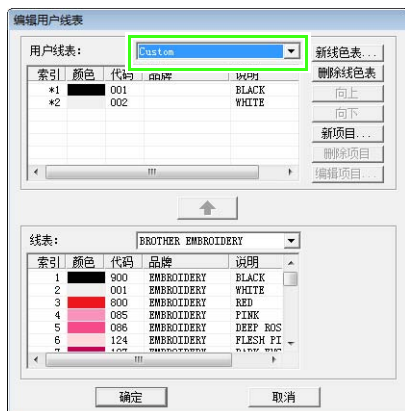 编辑用户线表
用户线表: Custom 新线色表...
索引 颜色 代码 品牌 说明 删除线色表
*1 001 BLACK 向上
*2 002 WHITE 向下
新项目...
删除项目
编辑项目...
线表: BROTHER EMBROIDERY
索引 颜色 代码 品牌 说明
1 900 EMBROIDERY BLACK
2 001 EMBROIDERY WHITE
3 800 EMBROIDERY RED
4 085 EMBROIDERY PINK
5 086 EMBROIDERY DEEP ROS
6 124 EMBROIDERY FLESH PI
确定 取消